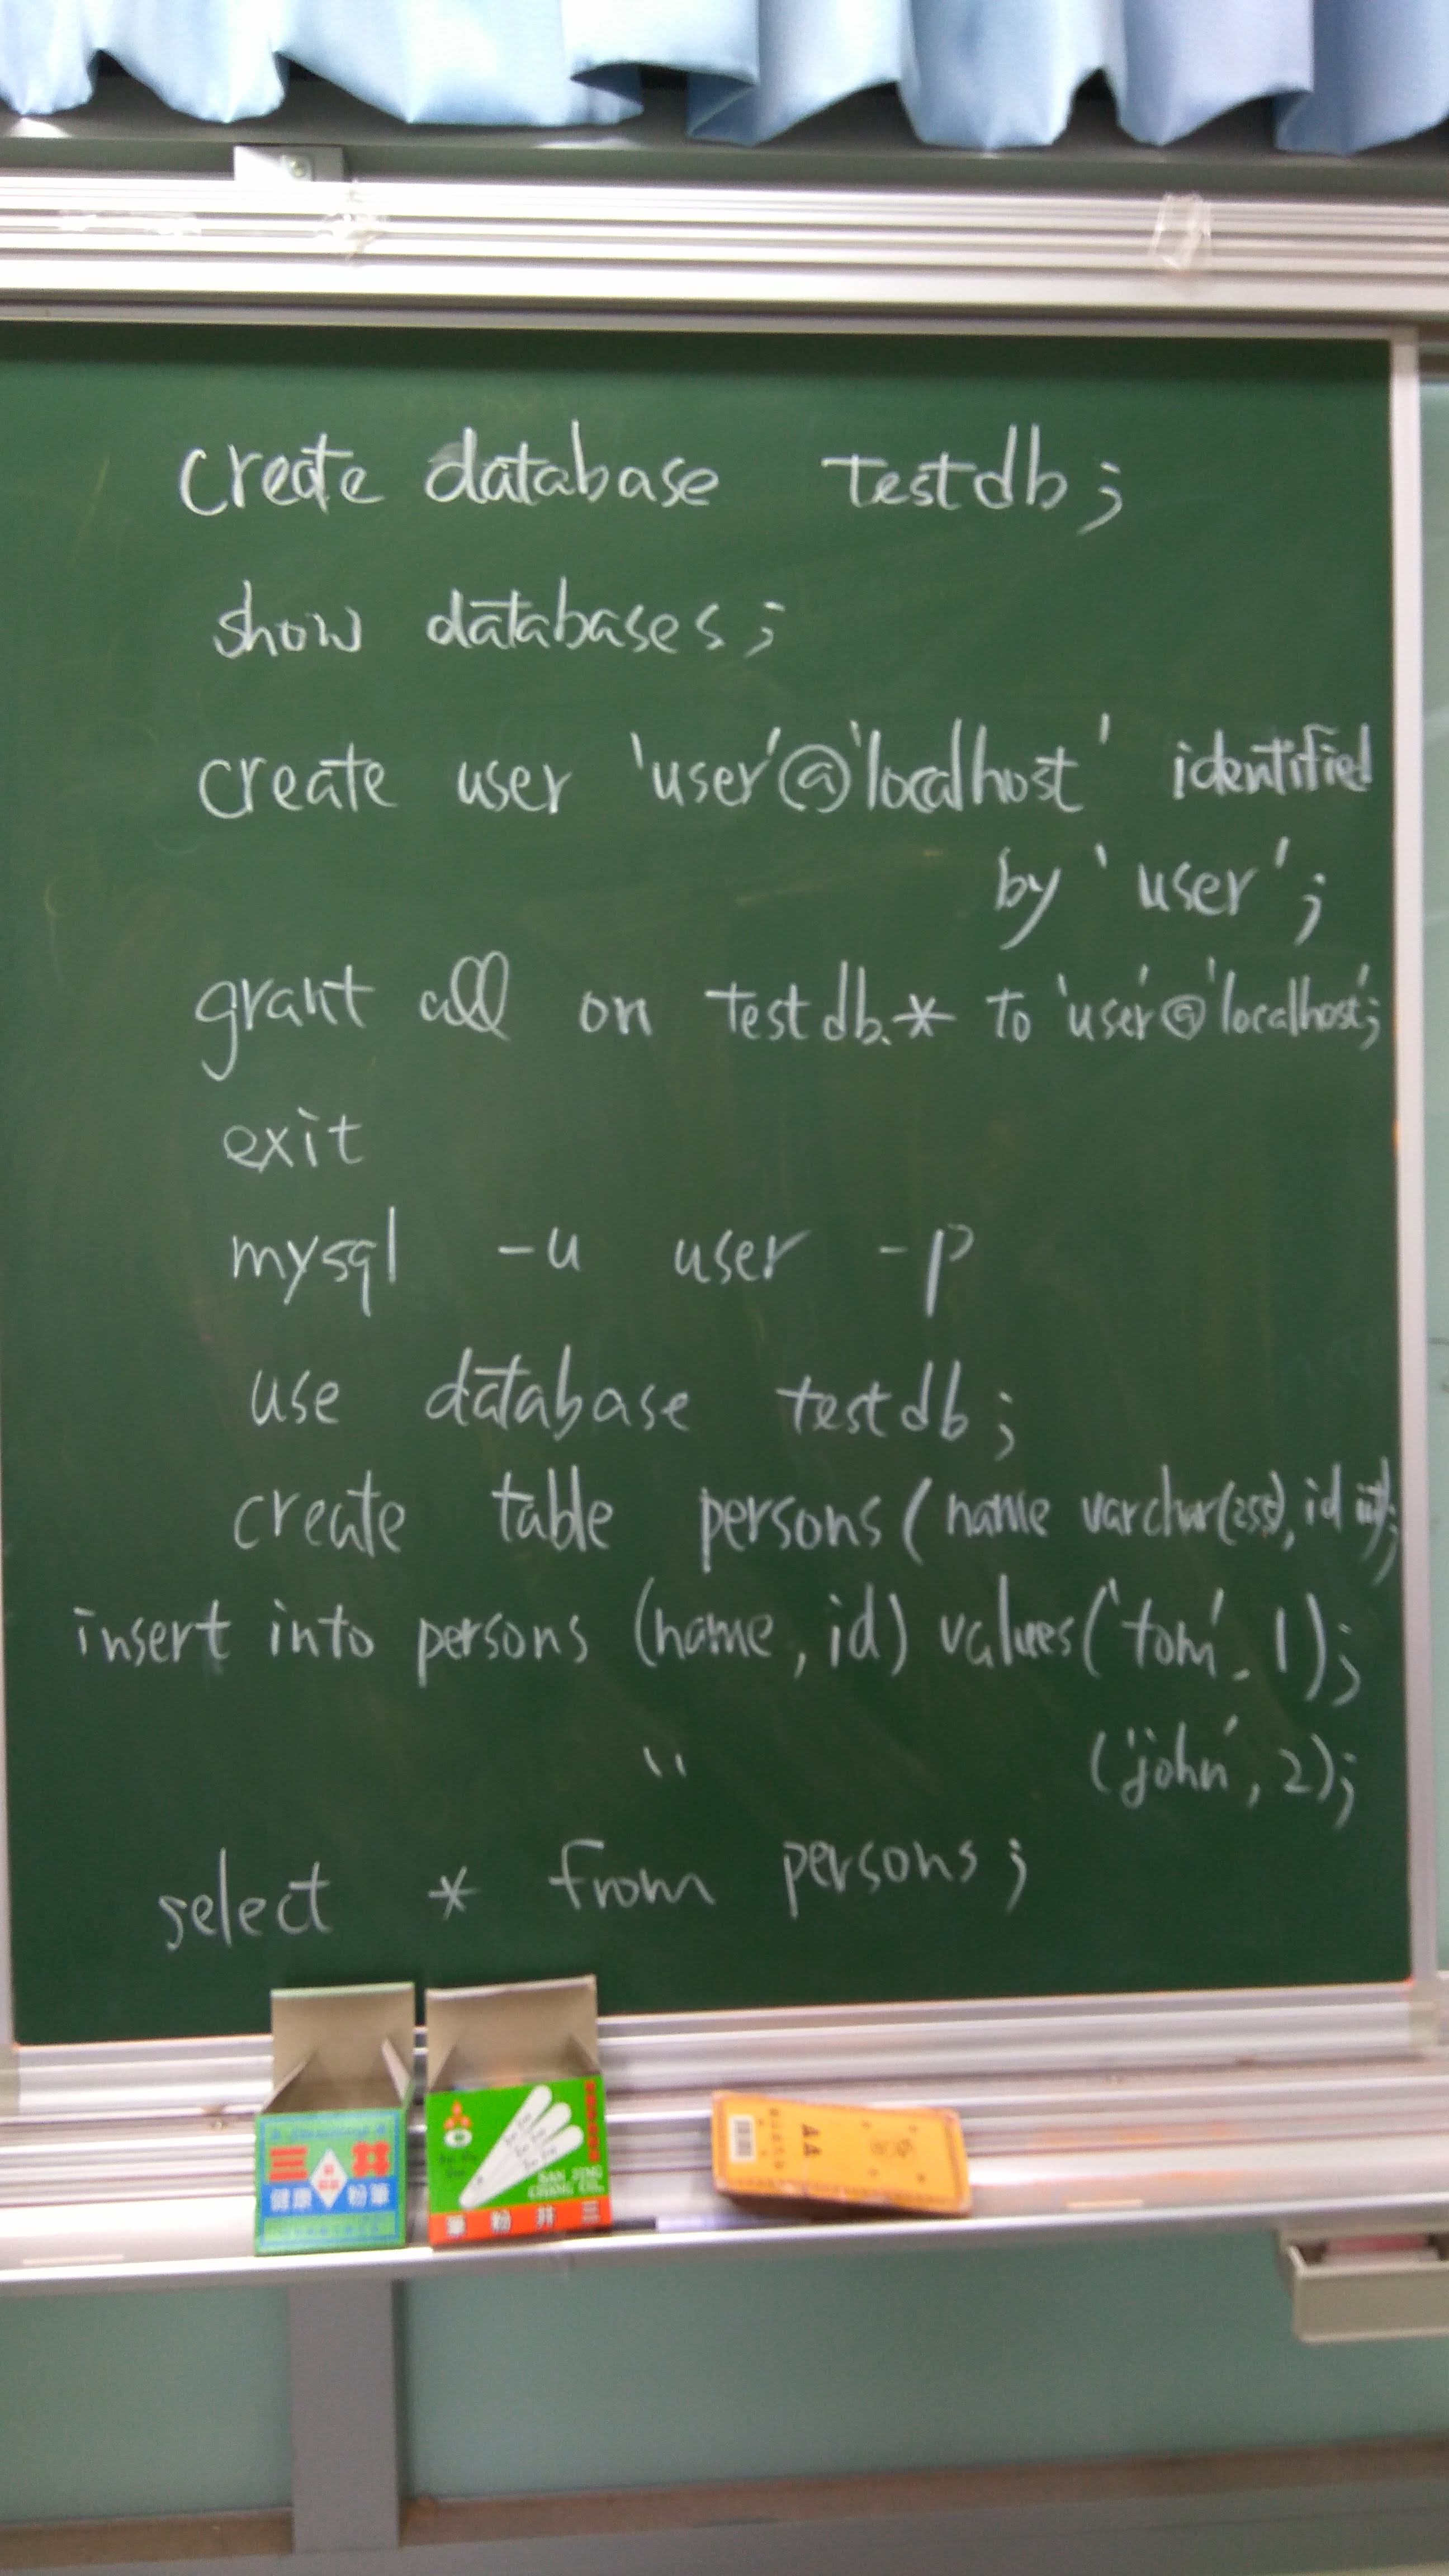 create database testdb;
show databases;
create user 'user'@'localhost' identified
by 'user';
grant all on testdb.* to 'user'@'localhost';
exit
mysql -u user -p
use database testdb;
create table persons (name varchar(255), id int);
insert into persons (name, id) values('tom', 1);
" ('john', 2);
select * from persons;
三井
健康粉筆
SAN JING
CHANG CO.
筆粉井三
AA